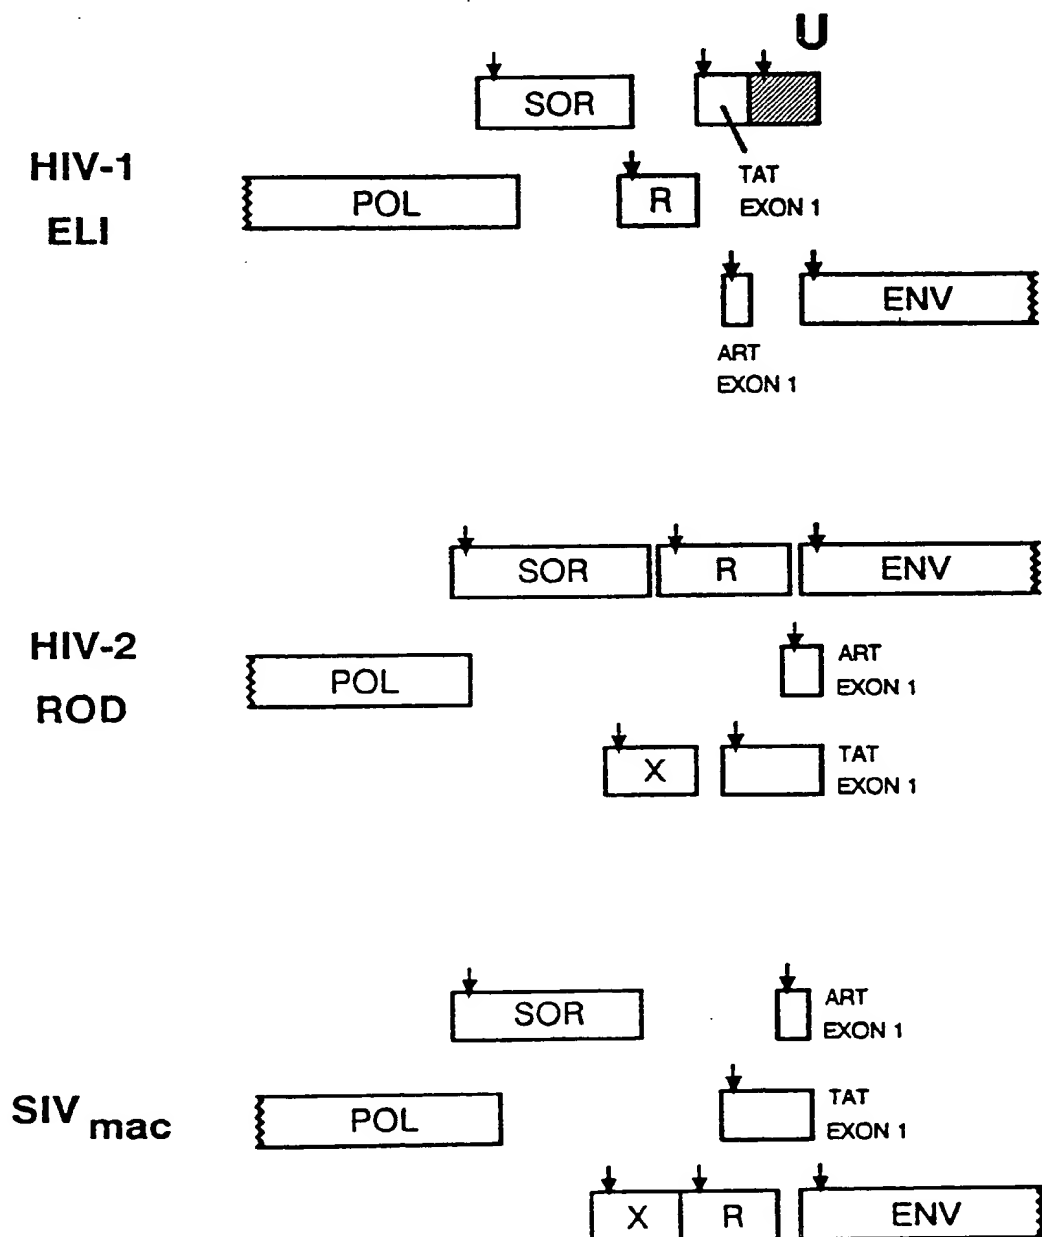 U
SOR
TAT
EXON 1
HIV-1
ELI
POL
R
ENV
ART
EXON 1
SOR
R
ENV
HIV-2
ROD
ART
EXON 1
POL
X
TAT
EXON 1
SOR
ART
EXON 1
SIV mac
POL
TAT
EXON 1
X
R
ENV